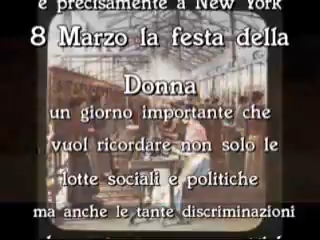 e precisamente a New York
8 Marzo la festa della
Donna
un giorno importante che
vuol ricordare non solo le
lotte sociali e politiche
ma anche le tante discriminazioni